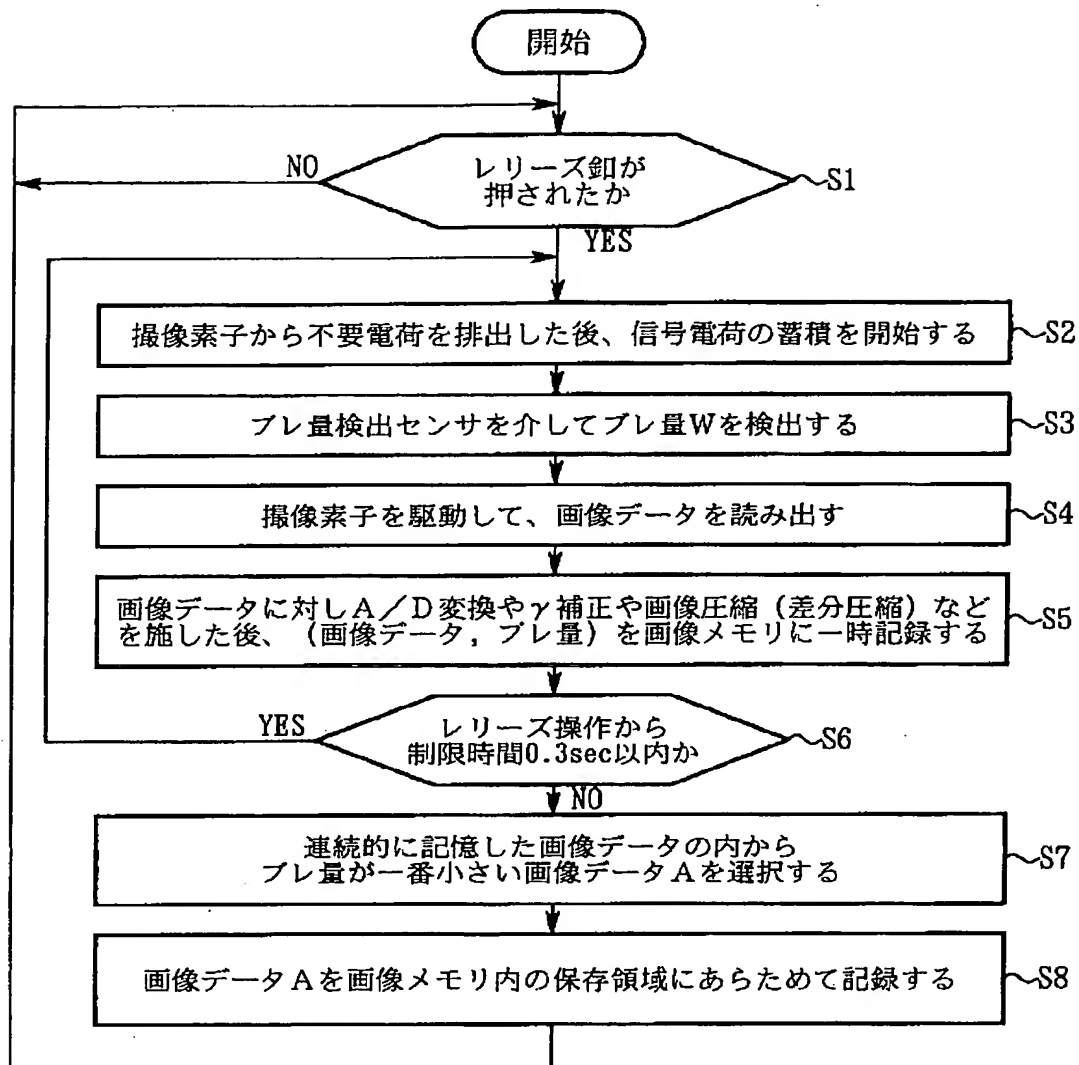 開始
NO
レリーズ釦が
押されたか
S1
YES
撮像素子から不要電荷を排出した後、信号電荷の蓄積を開始する
S2
ブレ量検出センサを介してブレ量Wを検出する
S3
撮像素子を駆動して、画像データを読み出す
S4
画像データに対しA/D変換やγ補正や画像圧縮(差分圧縮)など
を施した後、(画像データ,ブレ量)を画像メモリに一時記録する
S5
YES
レリーズ操作から
制限時間0.3sec以内か
S6
NO
連続的に記憶した画像データの内から
ブレ量が一番小さい画像データAを選択する
S7
画像データAを画像メモリ内の保存領域にあらためて記録する
S8